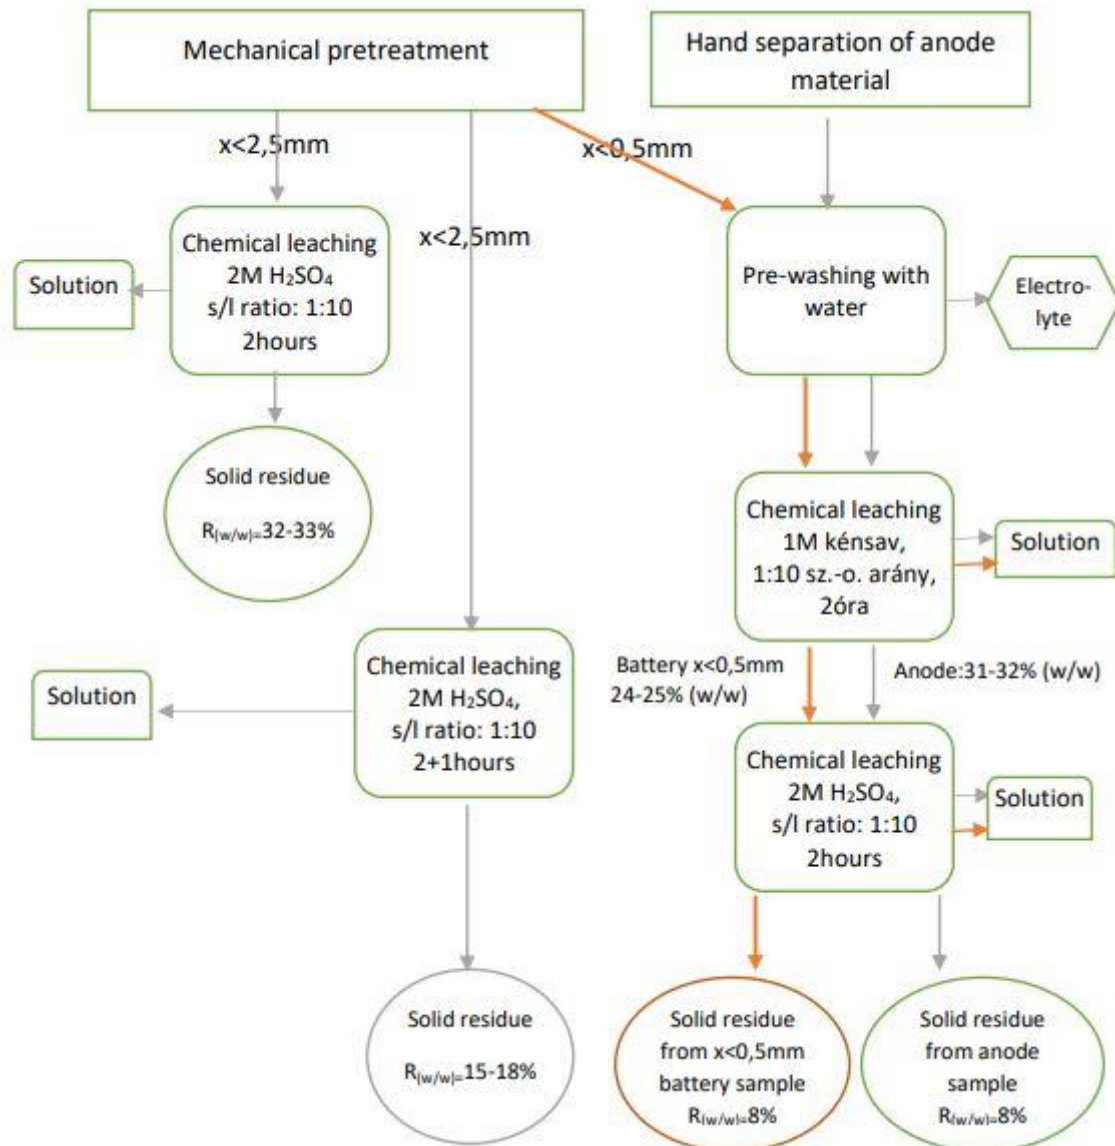 Mechanical pretreatment
Hand separation of anode
material
x<2,5mm
x<0,5mm
x<2,5mm
Chemical leaching
2M H₂SO₄
s/l ratio: 1:10
2hours
Solution
Pre-washing with
water
Electro-
lyte
Solid residue
R(w/w)=32-33%
Chemical leaching
1M kénsav,
1:10 sz.-o. arány,
2óra
Solution
Battery x<0,5mm
24-25% (w/w)
Anode:31-32% (w/w)
Chemical leaching
2M H₂SO₄,
s/l ratio: 1:10
2+1hours
Solution
Chemical leaching
2M H₂SO₄,
s/l ratio: 1:10
2hours
Solution
Solid residue
R(w/w)=15-18%
Solid residue
from x<0,5mm
battery sample
R(w/w)=8%
Solid residue
from anode
sample
R(w/w)=8%